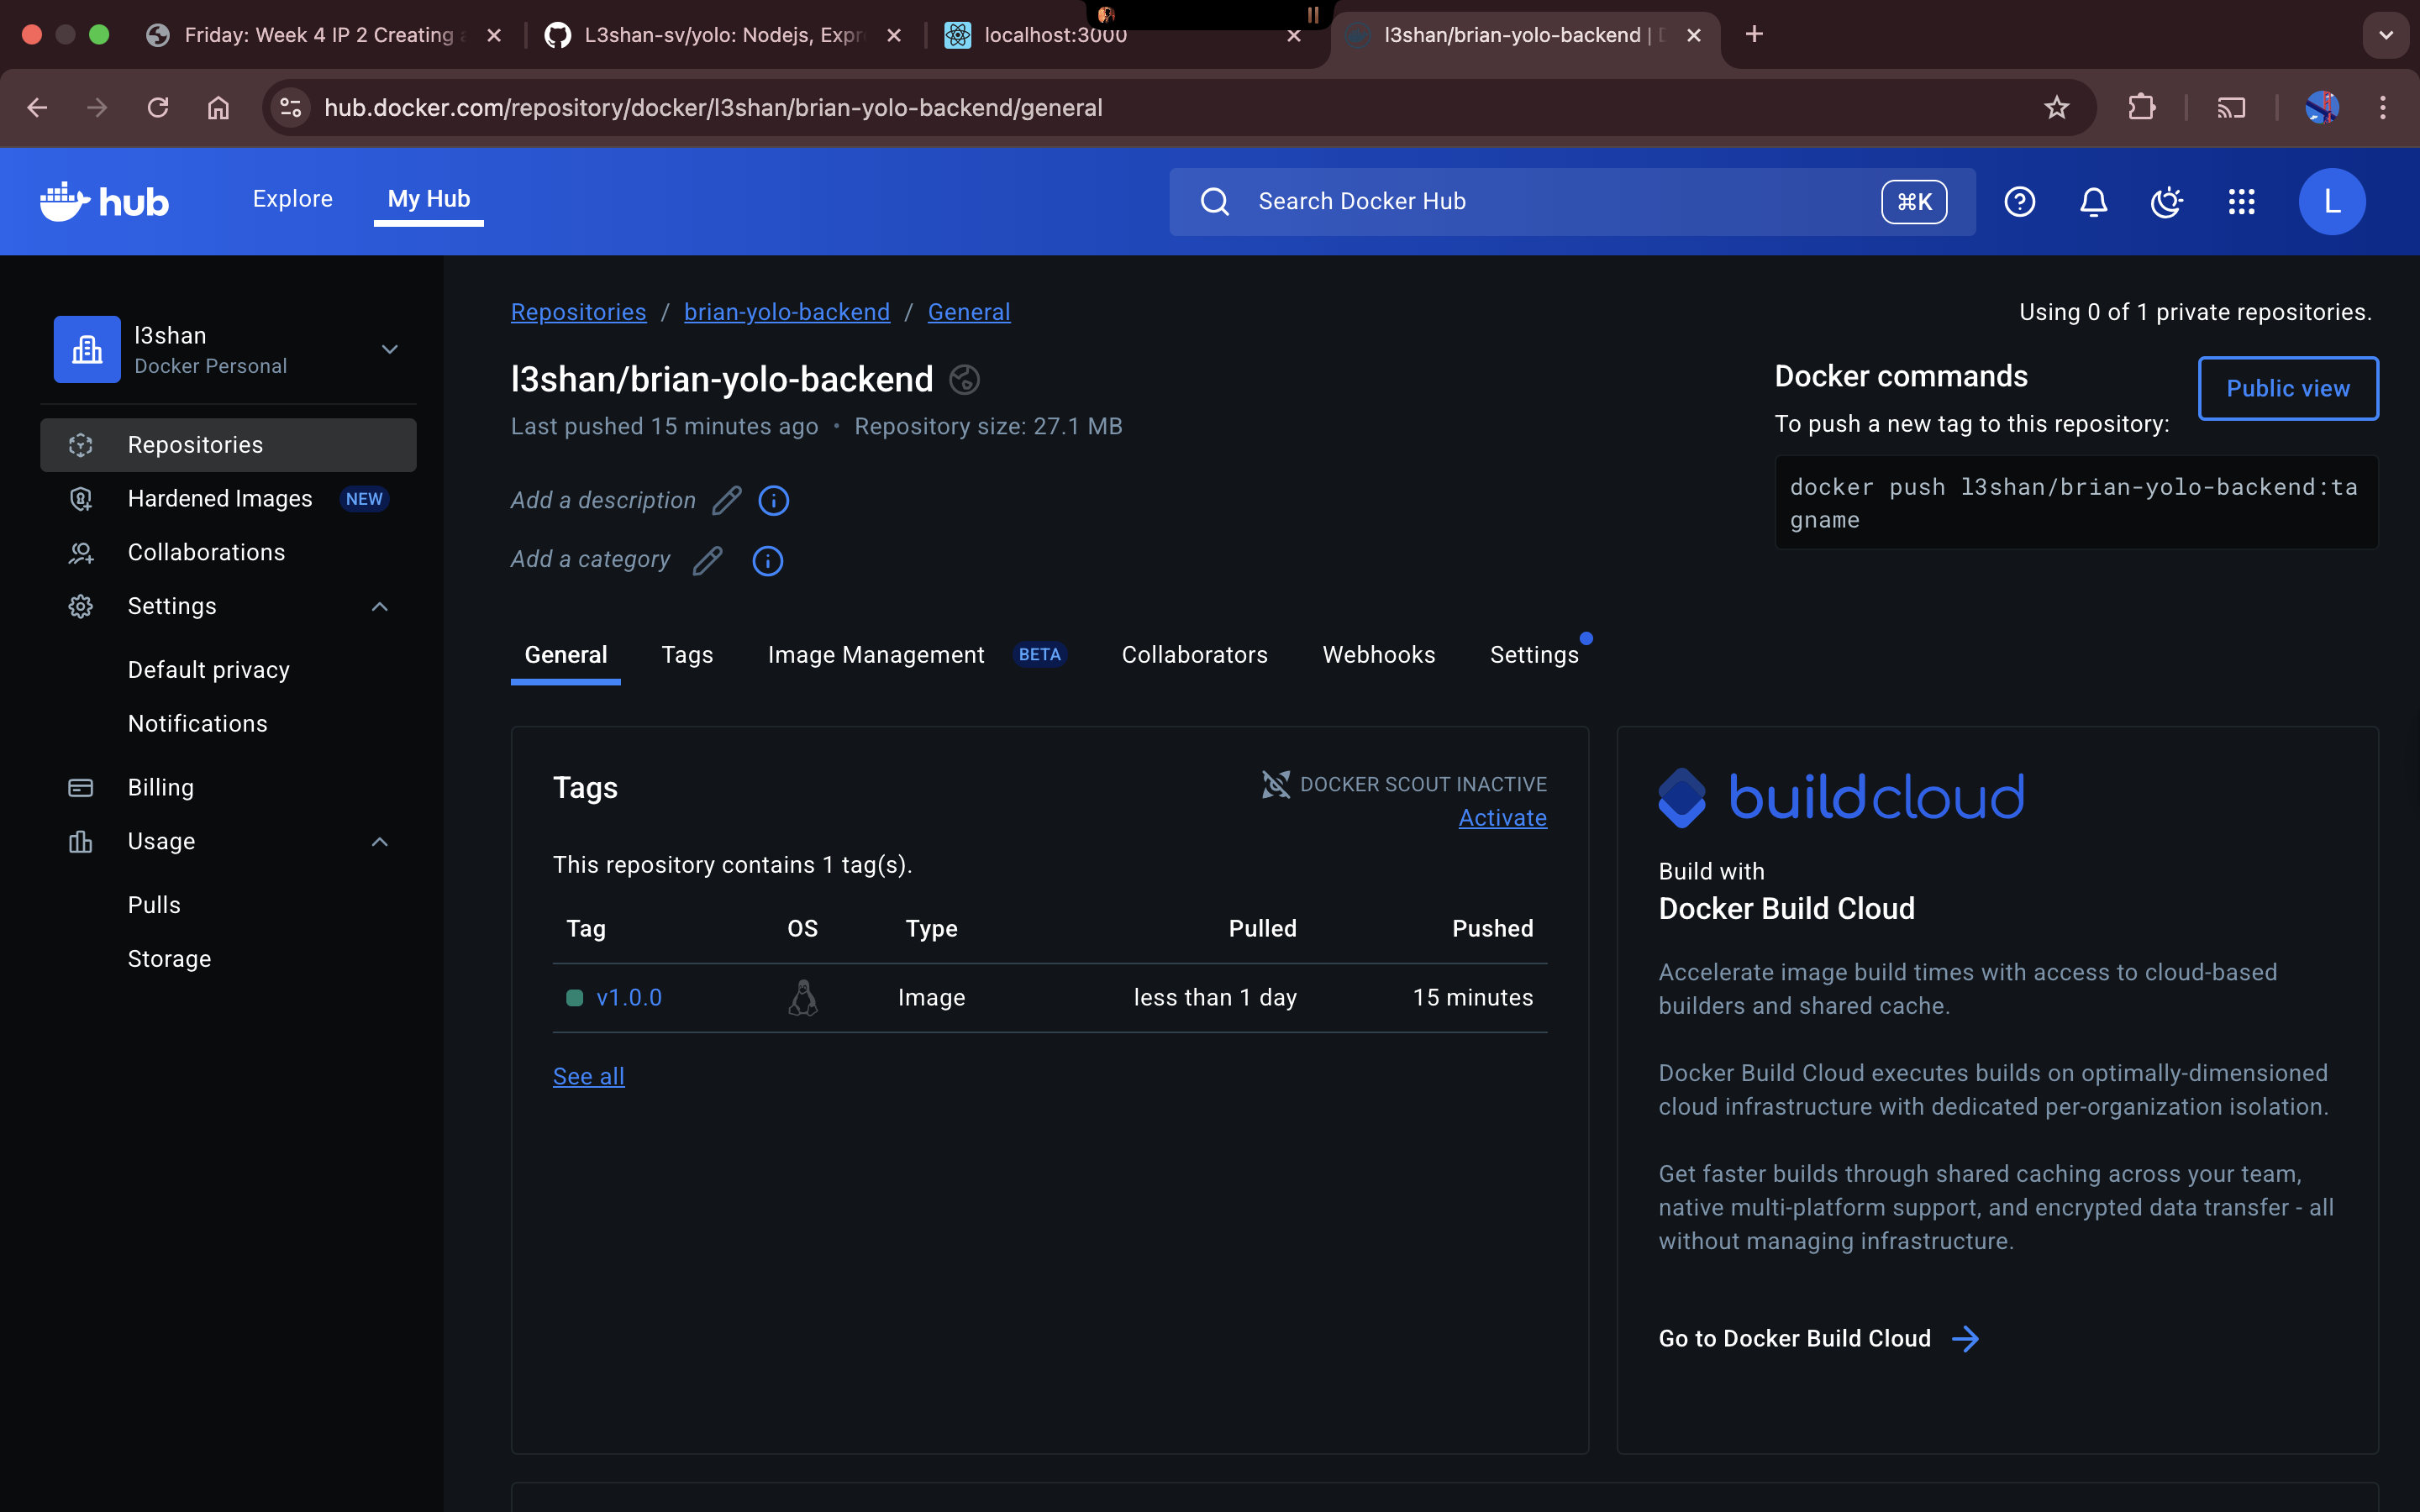 Friday: Week 4 IP 2 Creating
L3shan-sv/yolo: Nodejs, Expr
localhost:3000
l3shan/brian-yolo-backend |
hub.docker.com/repository/docker/l3shan/brian-yolo-backend/general
hub
Explore
My Hub
Search Docker Hub
⌘K
L
l3shan
Docker Personal
Repositories
Hardened Images NEW
Collaborations
Settings
Default privacy
Notifications
Billing
Usage
Pulls
Storage
Repositories / brian-yolo-backend / General
Using 0 of 1 private repositories.
l3shan/brian-yolo-backend
Last pushed 15 minutes ago • Repository size: 27.1 MB
Add a description
Add a category
Docker commands
Public view
To push a new tag to this repository:
docker push l3shan/brian-yolo-backend:ta
gname
General Tags Image Management BETA Collaborators Webhooks Settings
Tags
DOCKER SCOUT INACTIVE
Activate
This repository contains 1 tag(s).
Tag OS Type Pulled Pushed
v1.0.0 Image less than 1 day 15 minutes
See all
buildcloud
Build with
Docker Build Cloud
Accelerate image build times with access to cloud-based
builders and shared cache.
Docker Build Cloud executes builds on optimally-dimensioned
cloud infrastructure with dedicated per-organization isolation.
Get faster builds through shared caching across your team,
native multi-platform support, and encrypted data transfer - all
without managing infrastructure.
Go to Docker Build Cloud